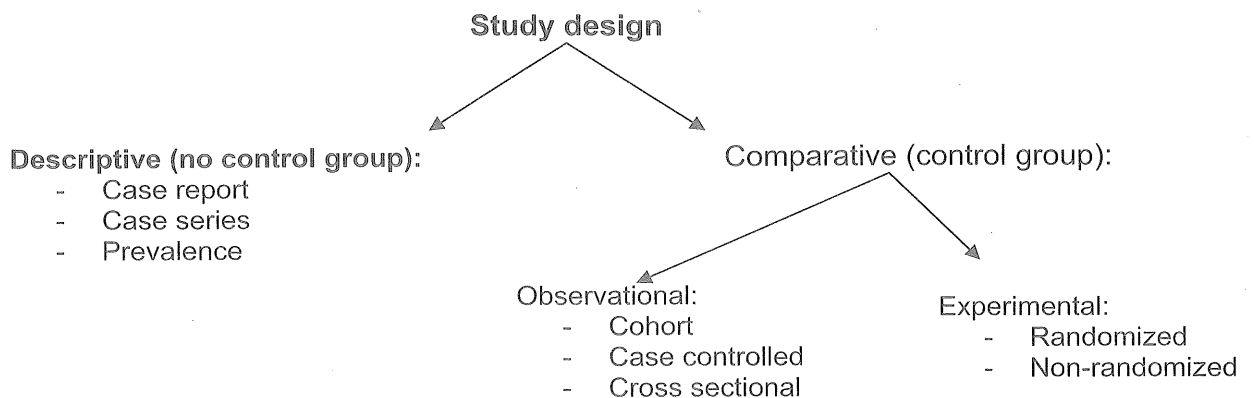 Study design
Descriptive (no control group):
- Case report
- Case series
- Prevalence
Comparative (control group):
Observational:
- Cohort
- Case controlled
- Cross sectional
Experimental:
- Randomized
- Non-randomized